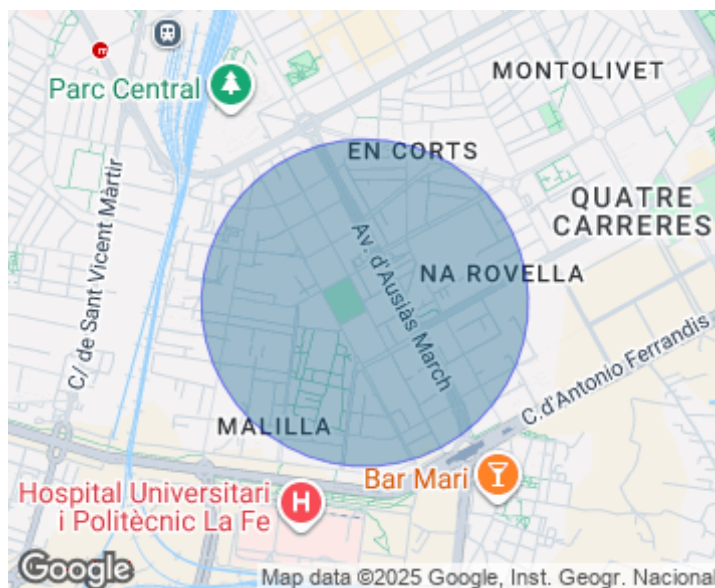 Parc Central
MONTOLIVET
EN CORTS
QUATRE
CARRERES
C/ de Sant Vicent Màrtir
Av. d'Ausiàs March
NA ROVELLA
C. d'Antonio Ferrandis
MALILLA
Bar Mari
Hospital Universitari
i Politècnic La Fe
H
Google
Map data ©2025 Google, Inst. Geogr. Nacional